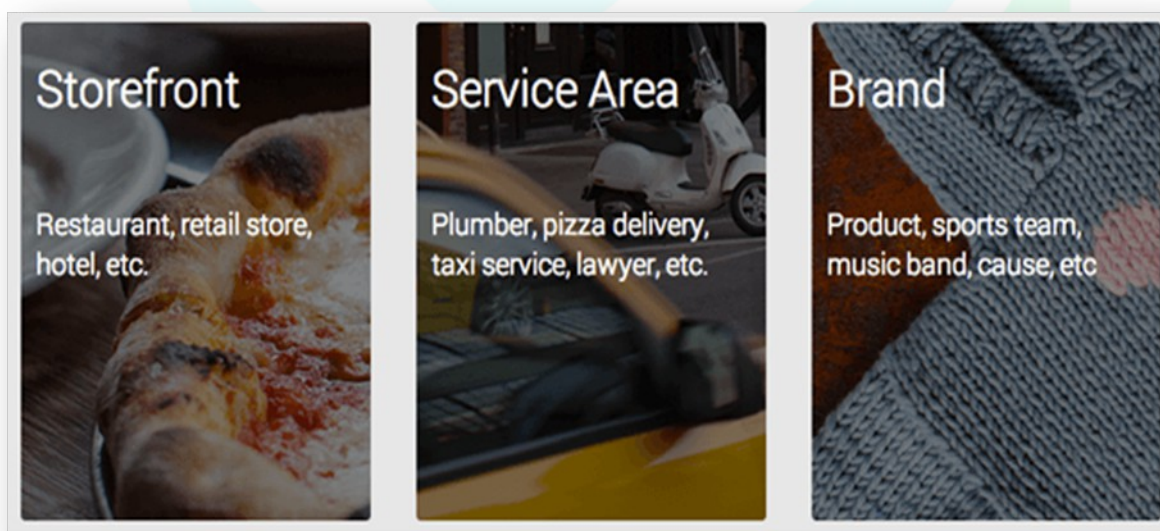 Storefront
Restaurant, retail store,
hotel, etc.
Service Area
Plumber, pizza delivery,
taxi service, lawyer, etc.
Brand
Product, sports team,
music band, cause, etc